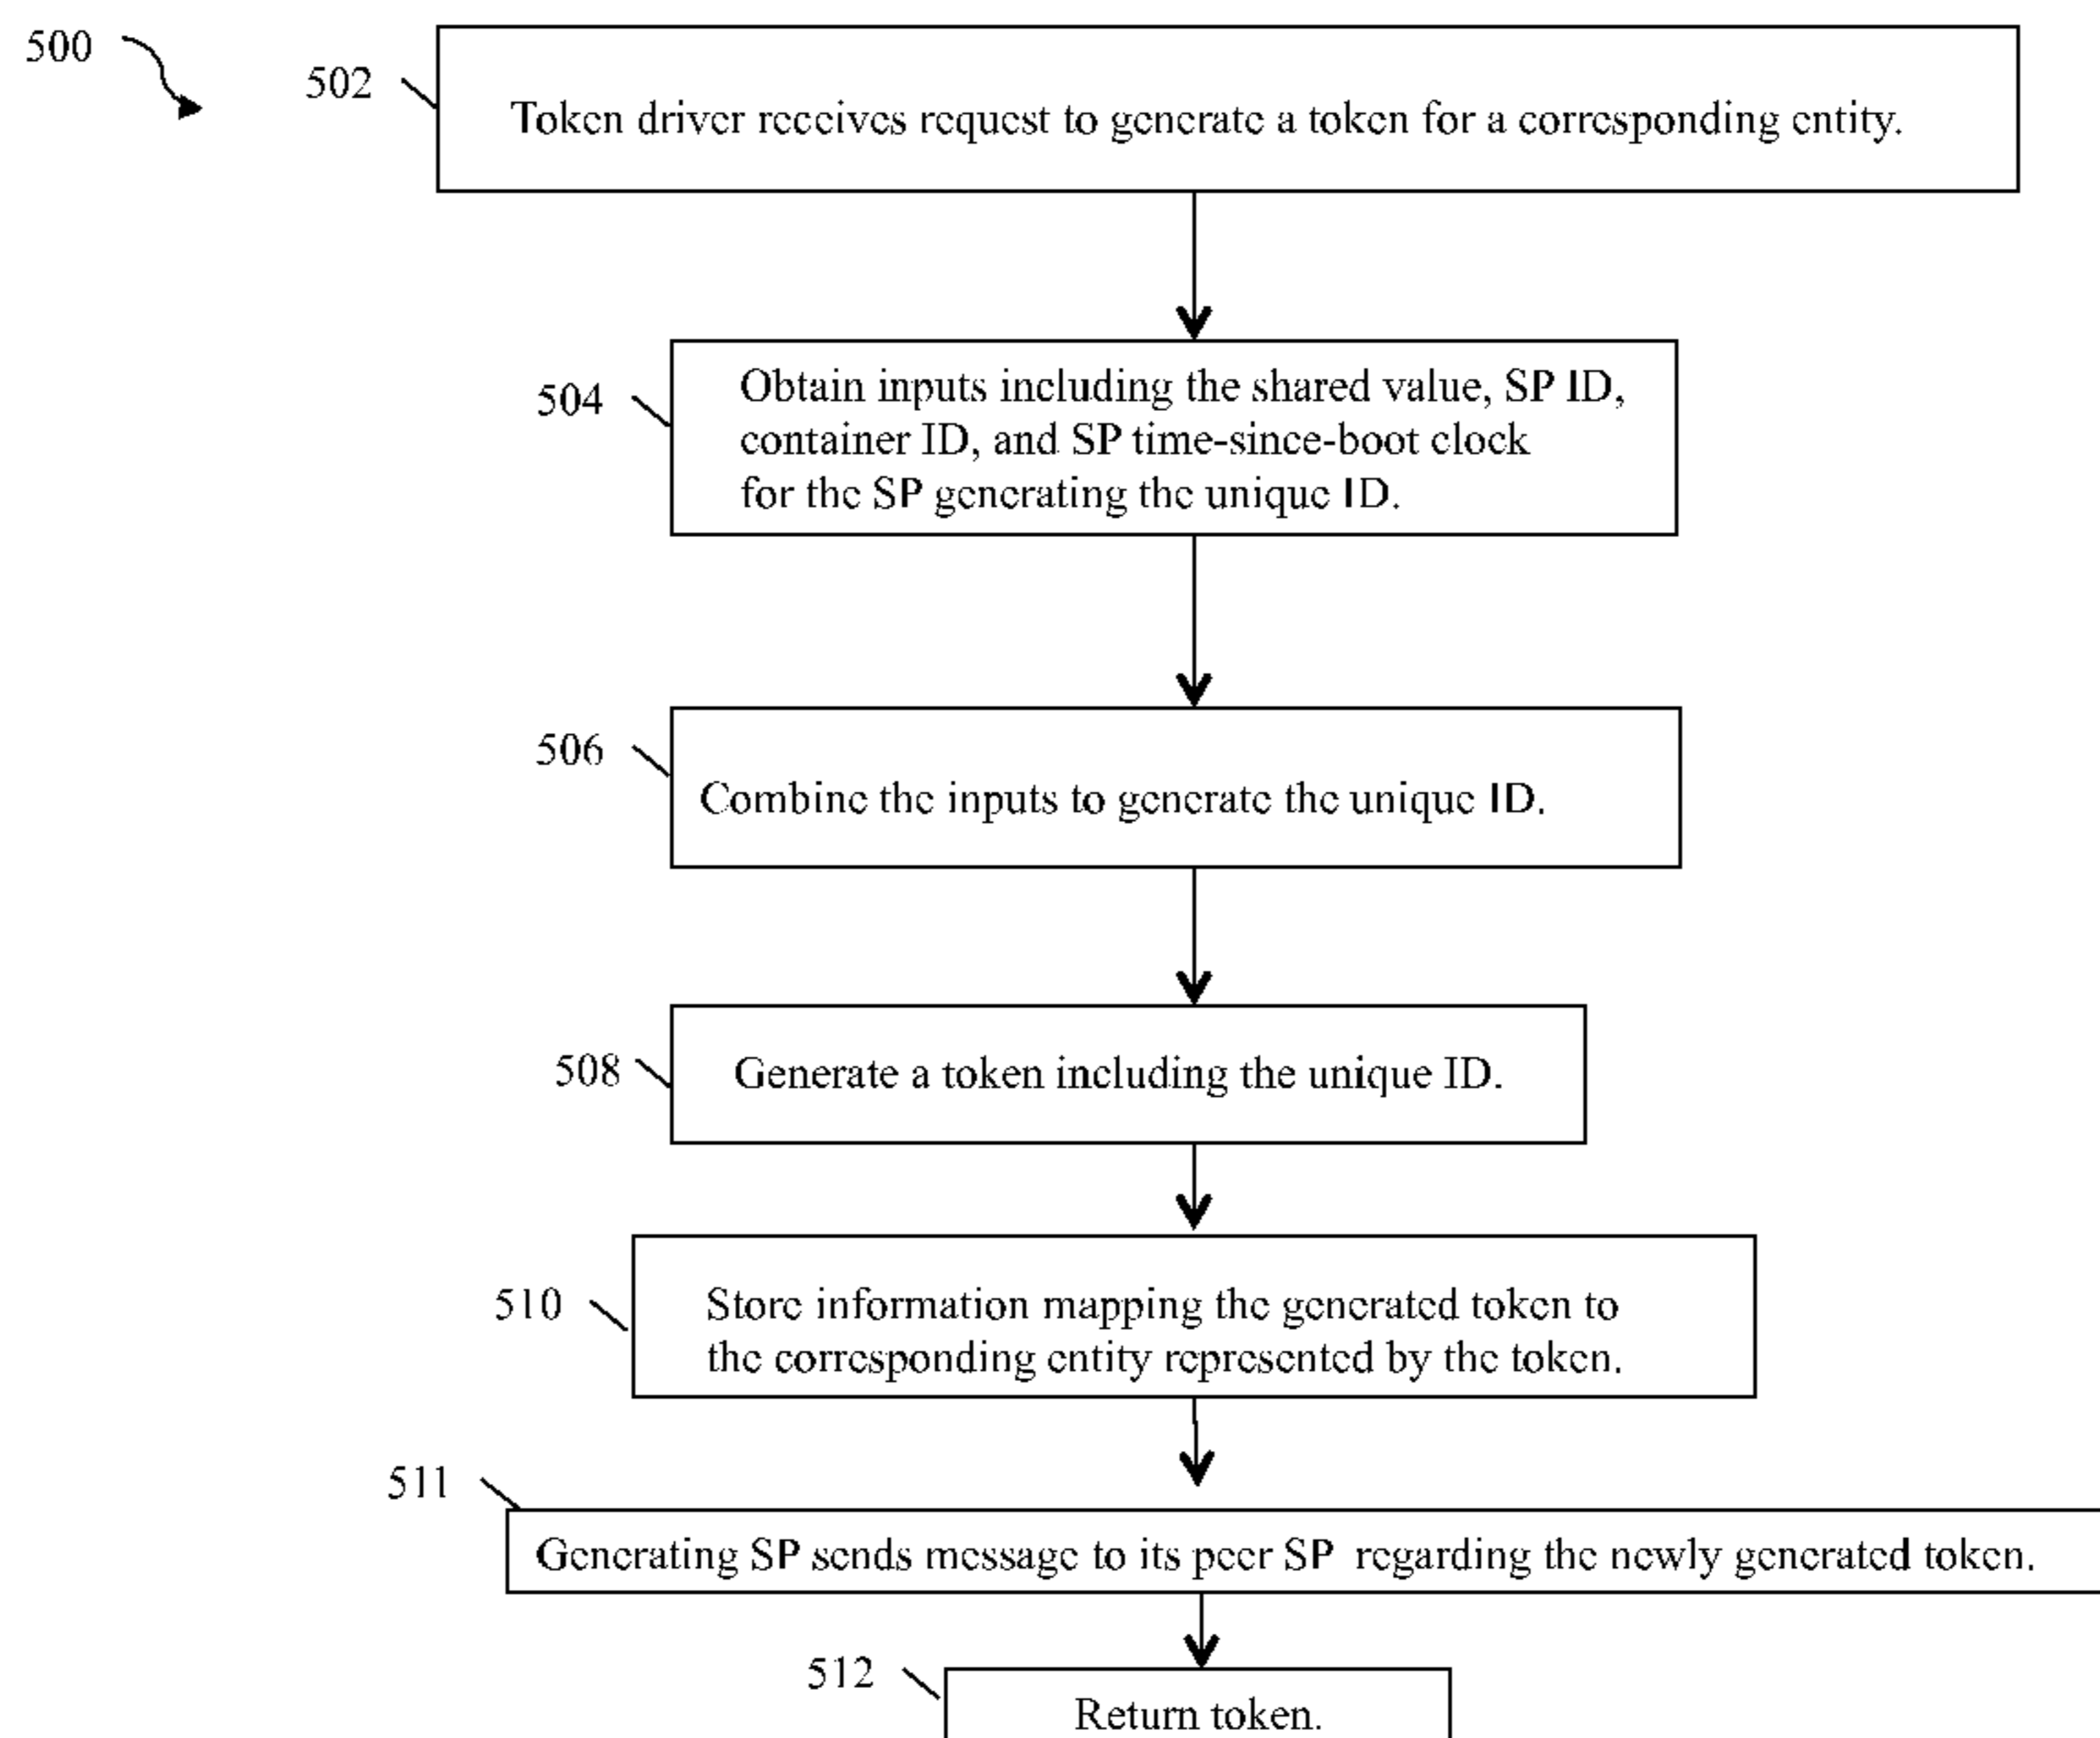 500
502
Token driver receives request to generate a token for a corresponding entity.
504
Obtain inputs including the shared value, SP ID,
container ID, and SP time-since-boot clock
for the SP generating the unique ID.
506
Combine the inputs to generate the unique ID.
508
Generate a token including the unique ID.
510
Store information mapping the generated token to
the corresponding entity represented by the token.
511
Generating SP sends message to its peer SP regarding the newly generated token.
512
Return token.